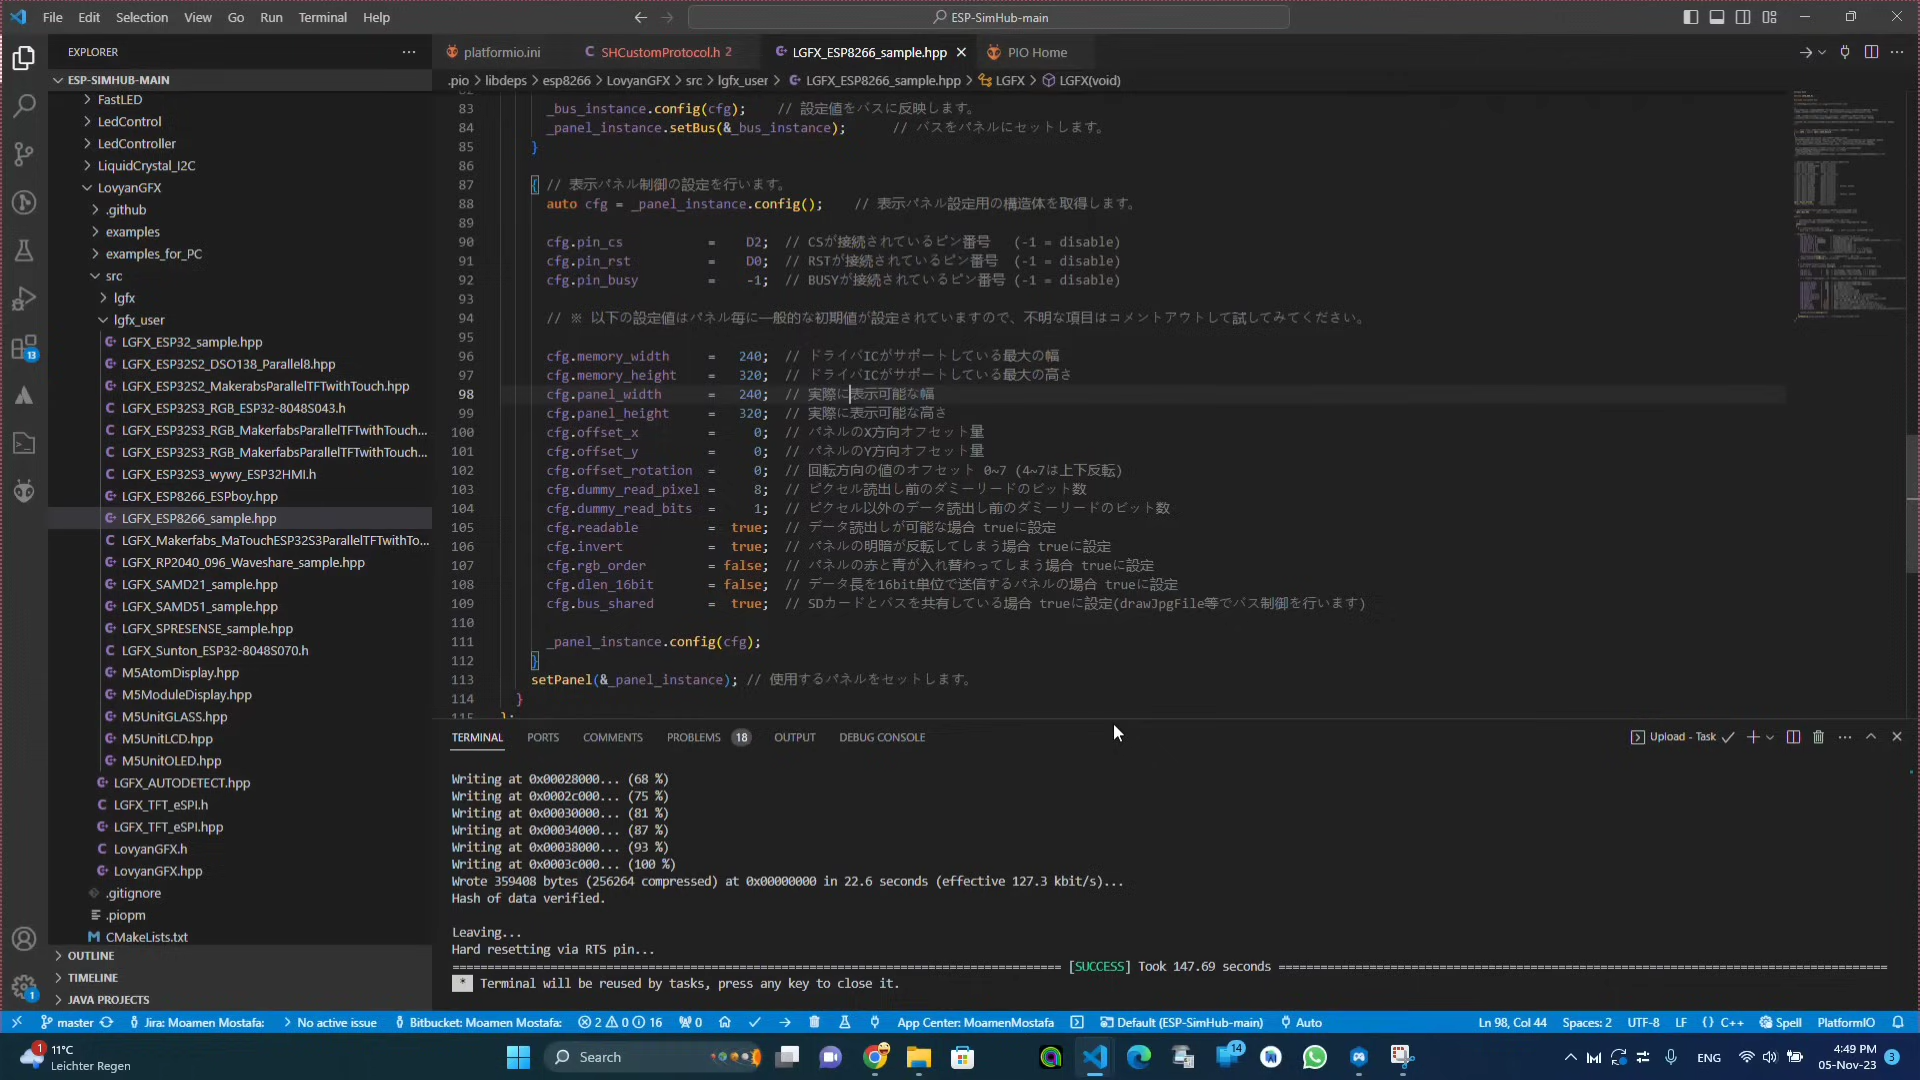 File Edit Selection View Go Run Terminal Help
ESP-SimHub-main
EXPLORER
platformio.ini
SHCustomProtocol.h 2
LGFX_ESP8266_sample.hpp
PIO Home
ESP-SIMHUB-MAIN
.pio > libdeps > esp8266 > LovyanGFX > src > lgfx_user > LGFX_ESP8266_sample.hpp > LGFX > LGFX(void)
FastLED
LedControl
LedController
LiquidCrystal_I2C
LovyanGFX
.github
examples
examples_for_PC
src
lgfx
lgfx_user
LGFX_ESP32_sample.hpp
LGFX_ESP32S2_DSO138_Parallel8.hpp
LGFX_ESP32S2_MakerabsParallelTFTwithTouch.hpp
LGFX_ESP32S3_RGB_ESP32-8048S043.h
LGFX_ESP32S3_RGB_MakerfabsParallelTFTwithTouch...
LGFX_ESP32S3_RGB_MakerfabsParallelTFTwithTouch...
LGFX_ESP32S3_wywy_ESP32HMI.h
LGFX_ESP8266_ESPboy.hpp
LGFX_ESP8266_sample.hpp
LGFX_Makerfabs_MaTouchESP32S3ParallelTFTwithTo...
LGFX_RP2040_096_Waveshare_sample.hpp
LGFX_SAMD21_sample.hpp
LGFX_SAMD51_sample.hpp
LGFX_SPRESENSE_sample.hpp
LGFX_Sunton_ESP32-8048S070.h
M5AtomDisplay.hpp
M5ModuleDisplay.hpp
M5UnitGLASS.hpp
M5UnitLCD.hpp
M5UnitOLED.hpp
LGFX_AUTODETECT.hpp
LGFX_TFT_eSPI.h
LGFX_TFT_eSPI.hpp
LovyanGFX.h
LovyanGFX.hpp
.gitignore
.piopm
CMakeLists.txt
OUTLINE
TIMELINE
JAVA PROJECTS
83 _bus_instance.config(cfg); // 設定値をバスに反映します。
84 _panel_instance.setBus(&_bus_instance); // バスをパネルにセットします。
85 }
86
87 { // 表示パネル制御の設定を行います。
88 auto cfg = _panel_instance.config(); // 表示パネル設定用の構造体を取得します。
89
90 cfg.pin_cs = D2; // CSが接続されているピン番号 (-1 = disable)
91 cfg.pin_rst = D0; // RSTが接続されているピン番号 (-1 = disable)
92 cfg.pin_busy = -1; // BUSYが接続されているピン番号 (-1 = disable)
93
94 // ※ 以下の設定値はパネル毎に一般的な初期値が設定されていますので、不明な項目はコメントアウトして試してみてください。
95
96 cfg.memory_width = 240; // ドライバICがサポートしている最大の幅
97 cfg.memory_height = 320; // ドライバICがサポートしている最大の高さ
98 cfg.panel_width = 240; // 実際に表示可能な幅
99 cfg.panel_height = 320; // 実際に表示可能な高さ
100 cfg.offset_x = 0; // パネルのX方向オフセット量
101 cfg.offset_y = 0; // パネルのY方向オフセット量
102 cfg.offset_rotation = 0; // 回転方向の値のオフセット 0~7 (4~7は上下反転)
103 cfg.dummy_read_pixel = 8; // ピクセル読出し前のダミーリードのビット数
104 cfg.dummy_read_bits = 1; // ピクセル以外のデータ読出し前のダミーリードのビット数
105 cfg.readable = true; // データ読出しが可能な場合 trueに設定
106 cfg.invert = true; // パネルの明暗が反転してしまう場合 trueに設定
107 cfg.rgb_order = false; // パネルの赤と青が入れ替わってしまう場合 trueに設定
108 cfg.dlen_16bit = false; // データ長を16bit単位で送信するパネルの場合 trueに設定
109 cfg.bus_shared = true; // SDカードとバスを共有している場合 trueに設定(drawJpgFile等でバス制御を行います)
110
111 _panel_instance.config(cfg);
112 }
113 setPanel(&_panel_instance); // 使用するパネルをセットします。
114 }
115 };
TERMINAL PORTS COMMENTS PROBLEMS 18 OUTPUT DEBUG CONSOLE
Upload - Task
Writing at 0x00028000... (68 %)
Writing at 0x0002c000... (75 %)
Writing at 0x00030000... (81 %)
Writing at 0x00034000... (87 %)
Writing at 0x00038000... (93 %)
Writing at 0x0003c000... (100 %)
Wrote 359408 bytes (256264 compressed) at 0x00000000 in 22.6 seconds (effective 127.3 kbit/s)...
Hash of data verified.
Leaving...
Hard resetting via RTS pin...
[SUCCESS] Took 147.69 seconds
* Terminal will be reused by tasks, press any key to close it.
master Jira: Moamen Mostafa: No active issue Bitbucket: Moamen Mostafa: 2 0 16 0 App Center: MoamenMostafa Default (ESP-SimHub-main) Auto Ln 98, Col 44 Spaces: 2 UTF-8 LF {} C++ Spell PlatformIO
13
1
1
11°C
Leichter Regen
Search
14
ENG
4:49 PM
05-Nov-23
3